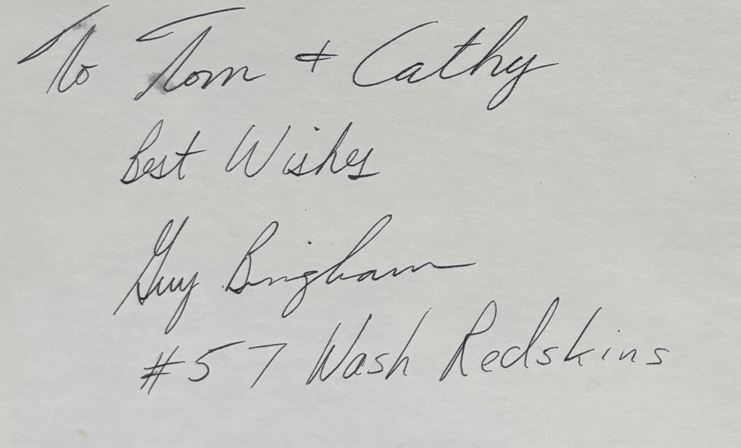 To Tom + Cathy
Best Wishes
Guy Bingham
#57 Wash Redskins